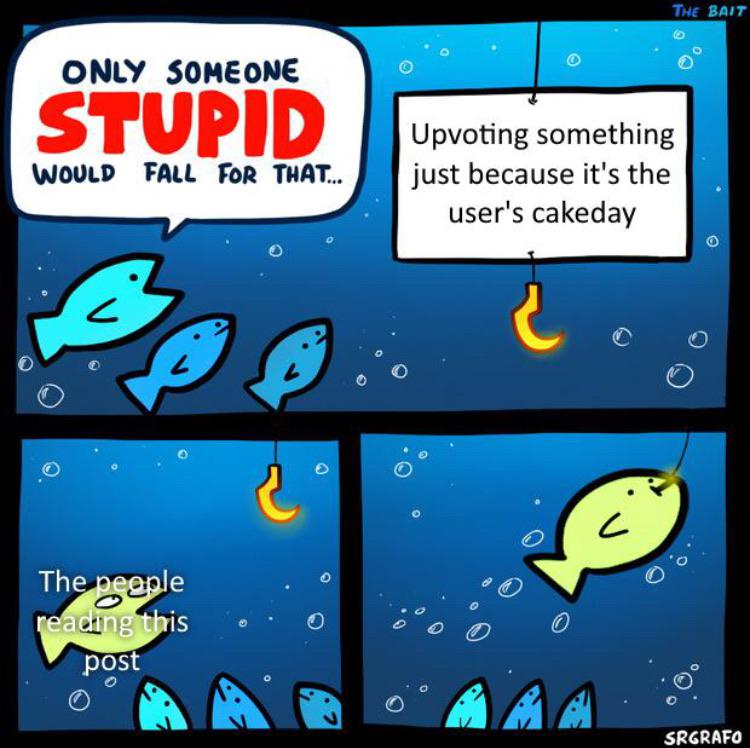 THE BAIT
ONLY SOMEONE
STUPID
WOULD FALL FOR THAT...
Upvoting something
just because it's the
user's cakeday
The people
reading this
post
SRGRAFO